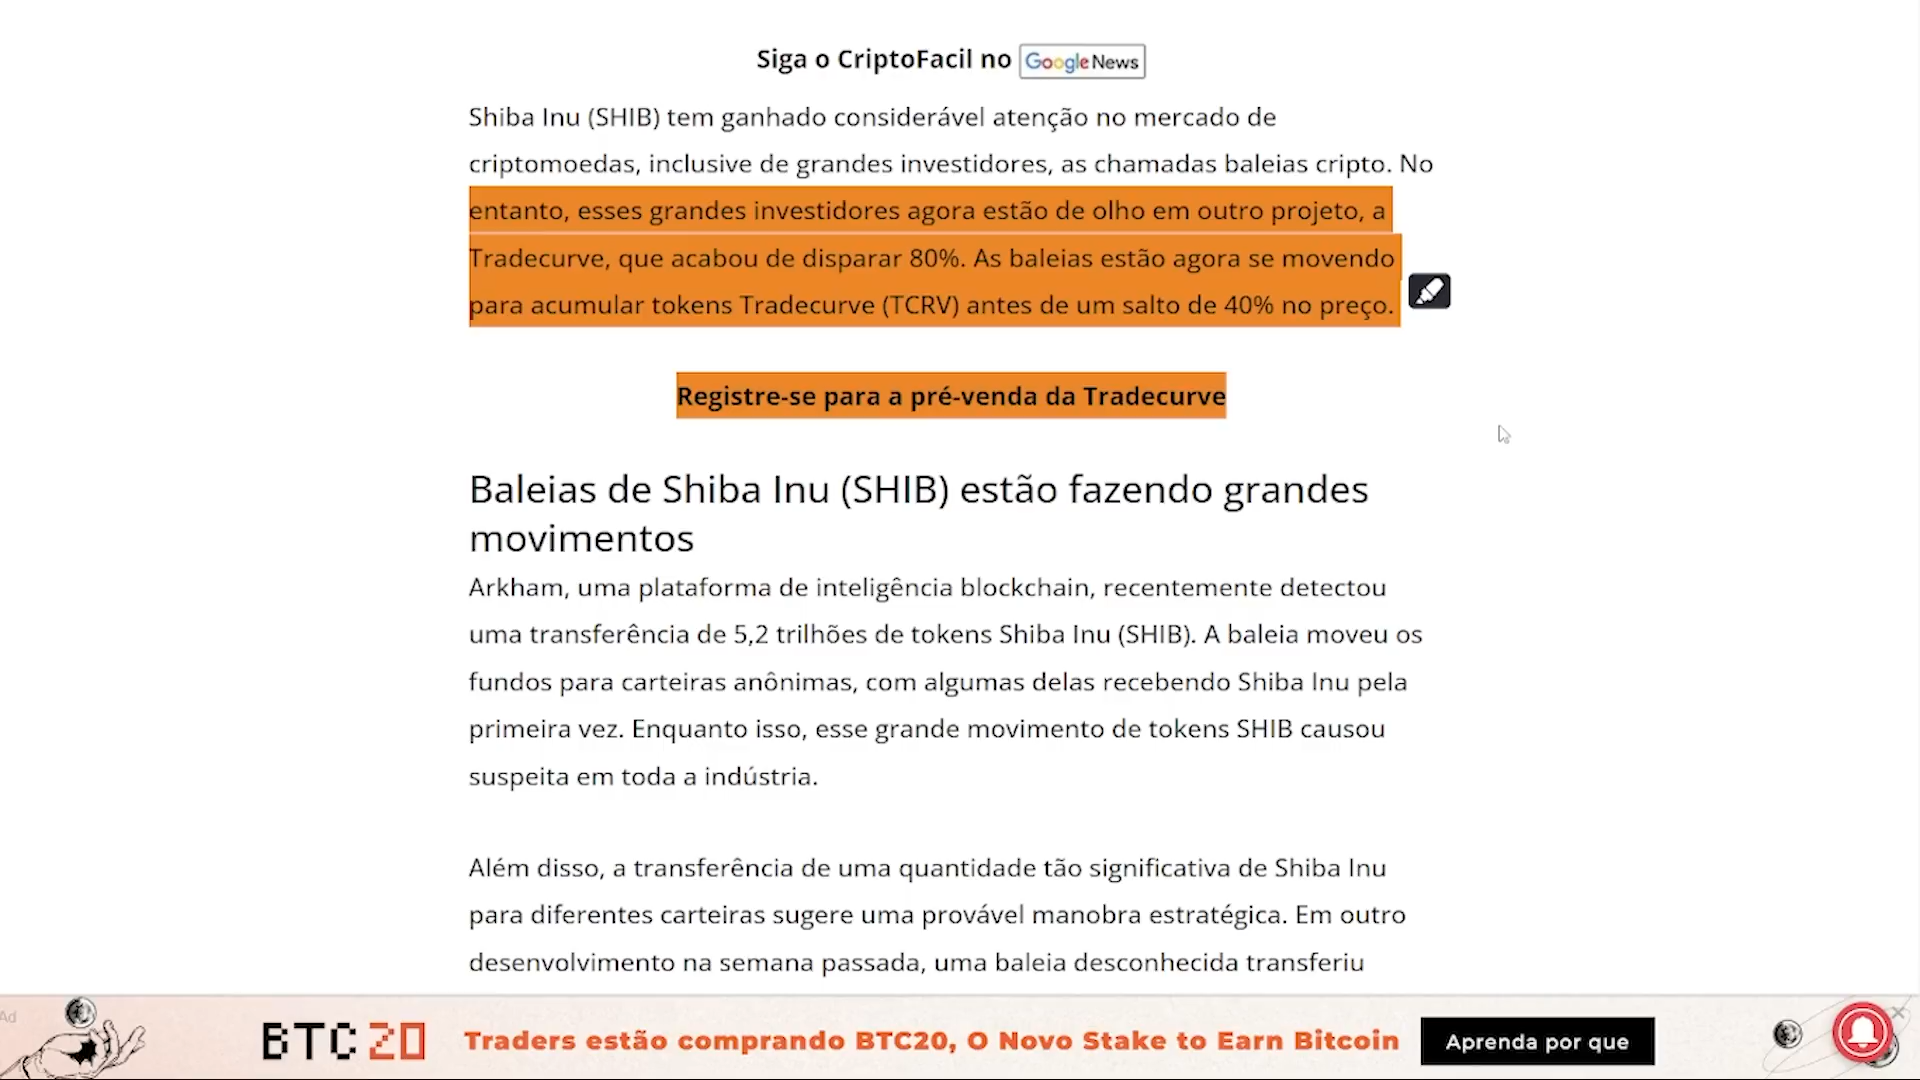 Siga o CriptoFacil no Google News
Shiba Inu (SHIB) tem ganhado considerável atenção no mercado de
criptomoedas, inclusive de grandes investidores, as chamadas baleias cripto. No
entanto, esses grandes investidores agora estão de olho em outro projeto, a
Tradecurve, que acabou de disparar 80%. As baleias estão agora se movendo
para acumular tokens Tradecurve (TCRV) antes de um salto de 40% no preço.
Registre-se para a pré-venda da Tradecurve
Baleias de Shiba Inu (SHIB) estão fazendo grandes
movimentos
Arkham, uma plataforma de inteligência blockchain, recentemente detectou
uma transferência de 5,2 trilhões de tokens Shiba Inu (SHIB). A baleia moveu os
fundos para carteiras anônimas, com algumas delas recebendo Shiba Inu pela
primeira vez. Enquanto isso, esse grande movimento de tokens SHIB causou
suspeita em toda a indústria.
Além disso, a transferência de uma quantidade tão significativa de Shiba Inu
para diferentes carteiras sugere uma provável manobra estratégica. Em outro
desenvolvimento na semana passada, uma baleia desconhecida transferiu
Ad
BTC20 Traders estão comprando BTC20, O Novo Stake to Earn Bitcoin Aprenda por que